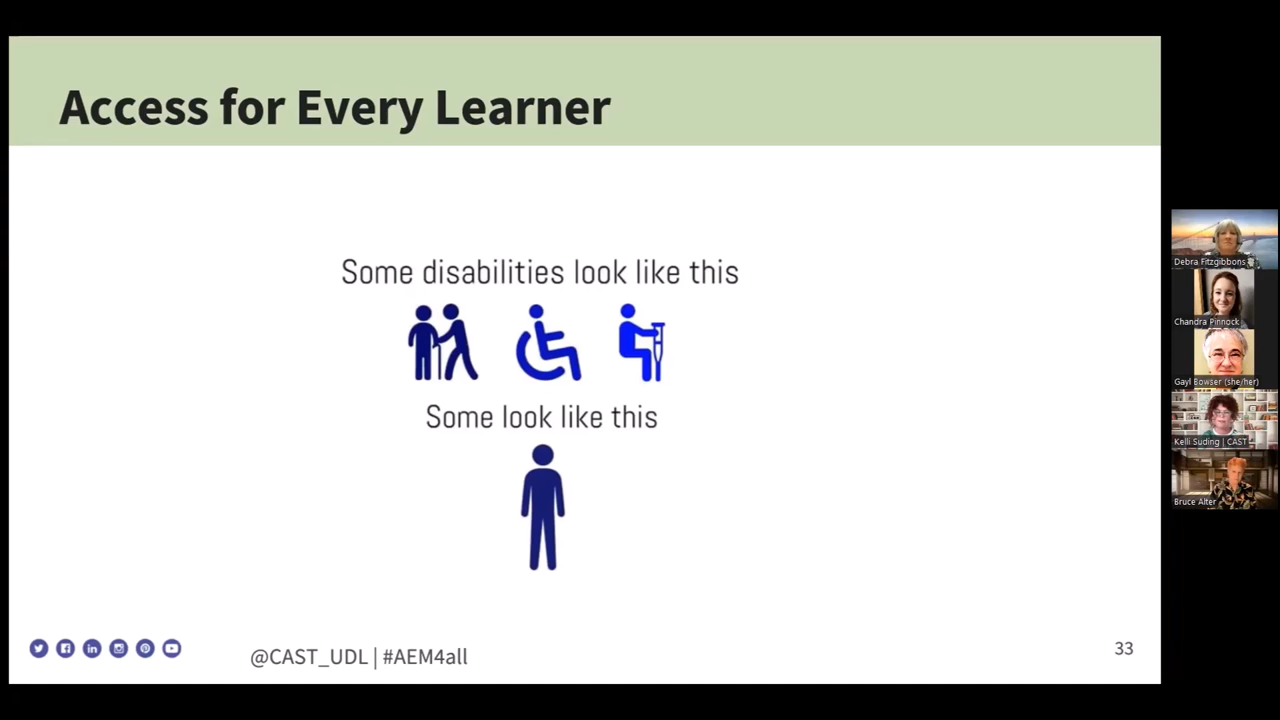 Access for Every Learner
Some disabilities look like this
Some look like this
@CAST_UDL | #AEM4all
33
Debra Fitzgibbons
Chandra Pinnock
Gayl Bowser (she/her)
Kelli Suding | CAST
Bruce Alter